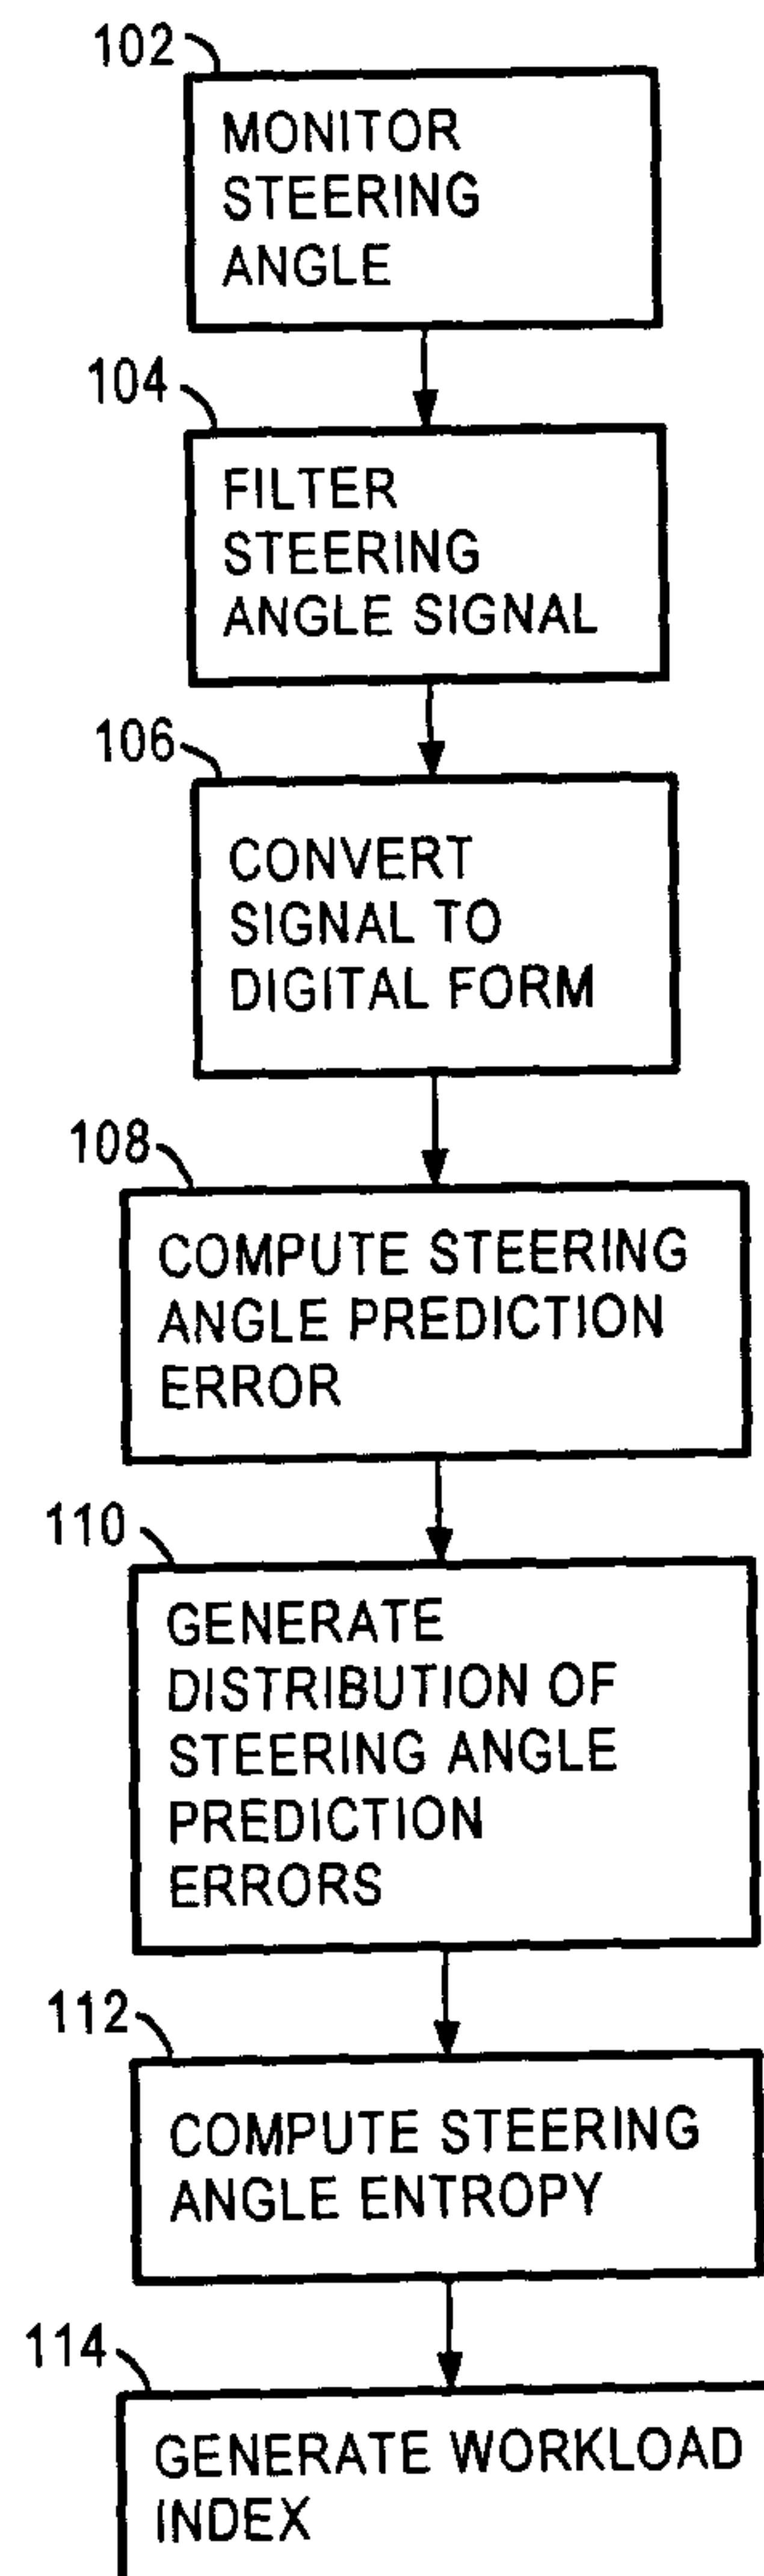 102
MONITOR
STEERING
ANGLE
104
FILTER
STEERING
ANGLE SIGNAL
106
CONVERT
SIGNAL TO
DIGITAL FORM
108
COMPUTE STEERING
ANGLE PREDICTION
ERROR
110
GENERATE
DISTRIBUTION OF
STEERING ANGLE
PREDICTION
ERRORS
112
COMPUTE STEERING
ANGLE ENTROPY
114
GENERATE WORKLOAD
INDEX